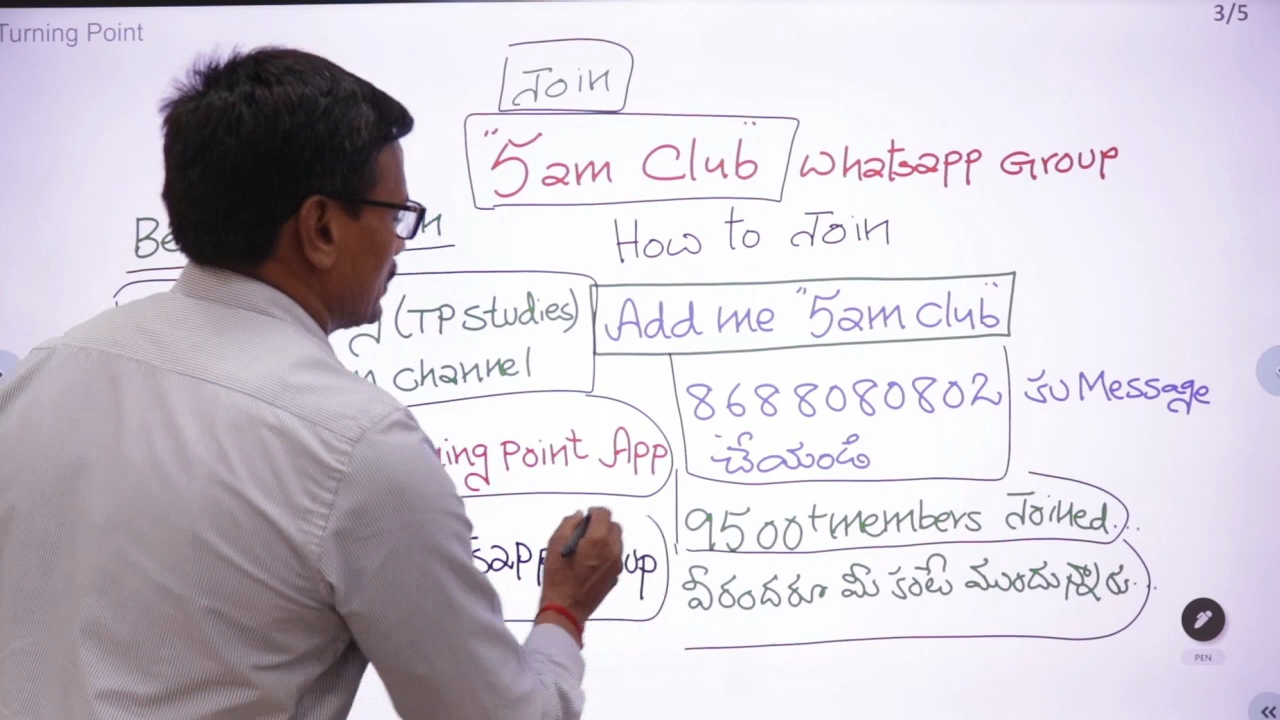 Turning Point
3/5
Join
"5am Club" Whatsapp Group
How to Join
(TP Studies)
channel
Point App
Add me "5am club"
8688080802 కు Message
చేయండి
9500+ members Joined..
వీరందరూ మీ కంటే ముందున్నారు..
PEN